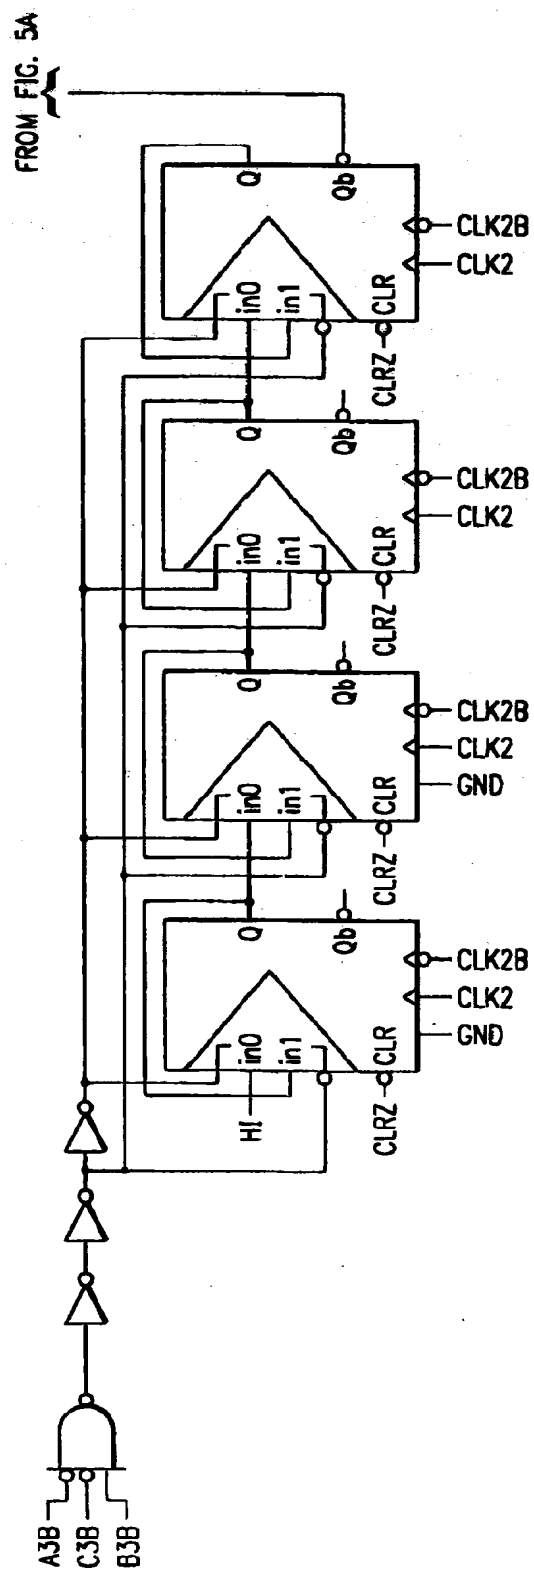 FROM FIG. 5A
Q
Qb
CLK2B
CLK2
in0
in1
CLR
CLRZ
Q
Qb
CLK2B
CLK2
in0
in1
CLR
CLRZ
Q
Qb
CLK2B
CLK2
GND
in0
in1
CLR
CLRZ
Q
Qb
CLK2B
CLK2
GND
in0
in1
CLR
CLRZ
HI
A3B
C3B
B3B